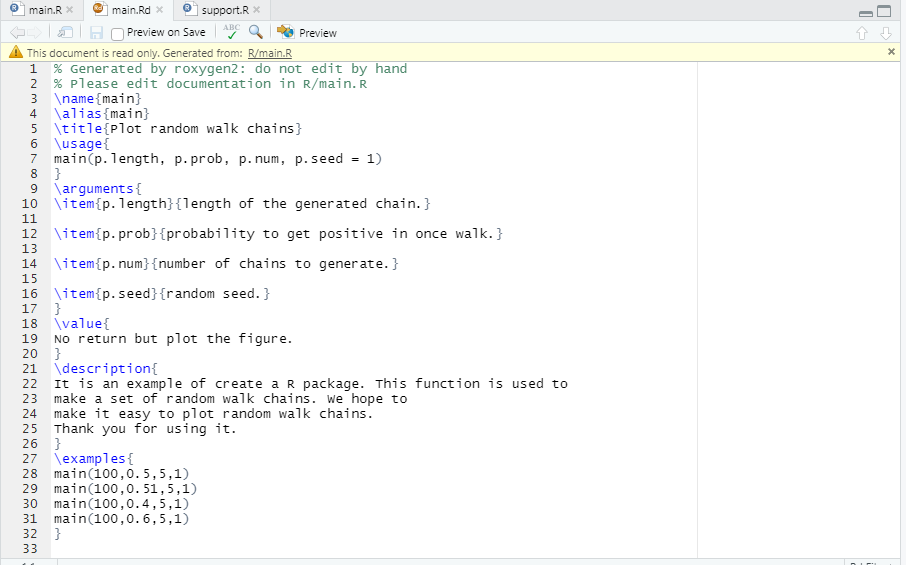 main.R
main.Rd
support.R
Preview on Save
ABC
Preview
This document is read only. Generated from: R/main.R
1 % Generated by roxygen2: do not edit by hand
2 % Please edit documentation in R/main.R
3 \name{main}
4 \alias{main}
5 \title{Plot random walk chains}
6 \usage{
7 main(p.length, p.prob, p.num, p.seed = 1)
8 }
9 \arguments{
10 \item{p.length}{length of the generated chain.}
11
12 \item{p.prob}{probability to get positive in once walk.}
13
14 \item{p.num}{number of chains to generate.}
15
16 \item{p.seed}{random seed.}
17 }
18 \value{
19 No return but plot the figure.
20 }
21 \description{
22 It is an example of create a R package. This function is used to
23 make a set of random walk chains. We hope to
24 make it easy to plot random walk chains.
25 Thank you for using it.
26 }
27 \examples{
28 main(100,0.5,5,1)
29 main(100,0.51,5,1)
30 main(100,0.4,5,1)
31 main(100,0.6,5,1)
32 }
33